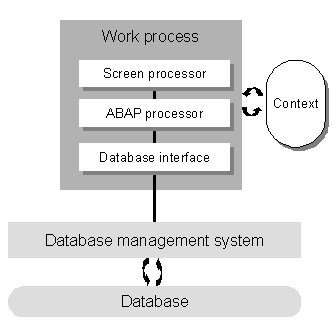 Work process
Screen processor
ABAP processor
Context
Database interface
Database management system
Database